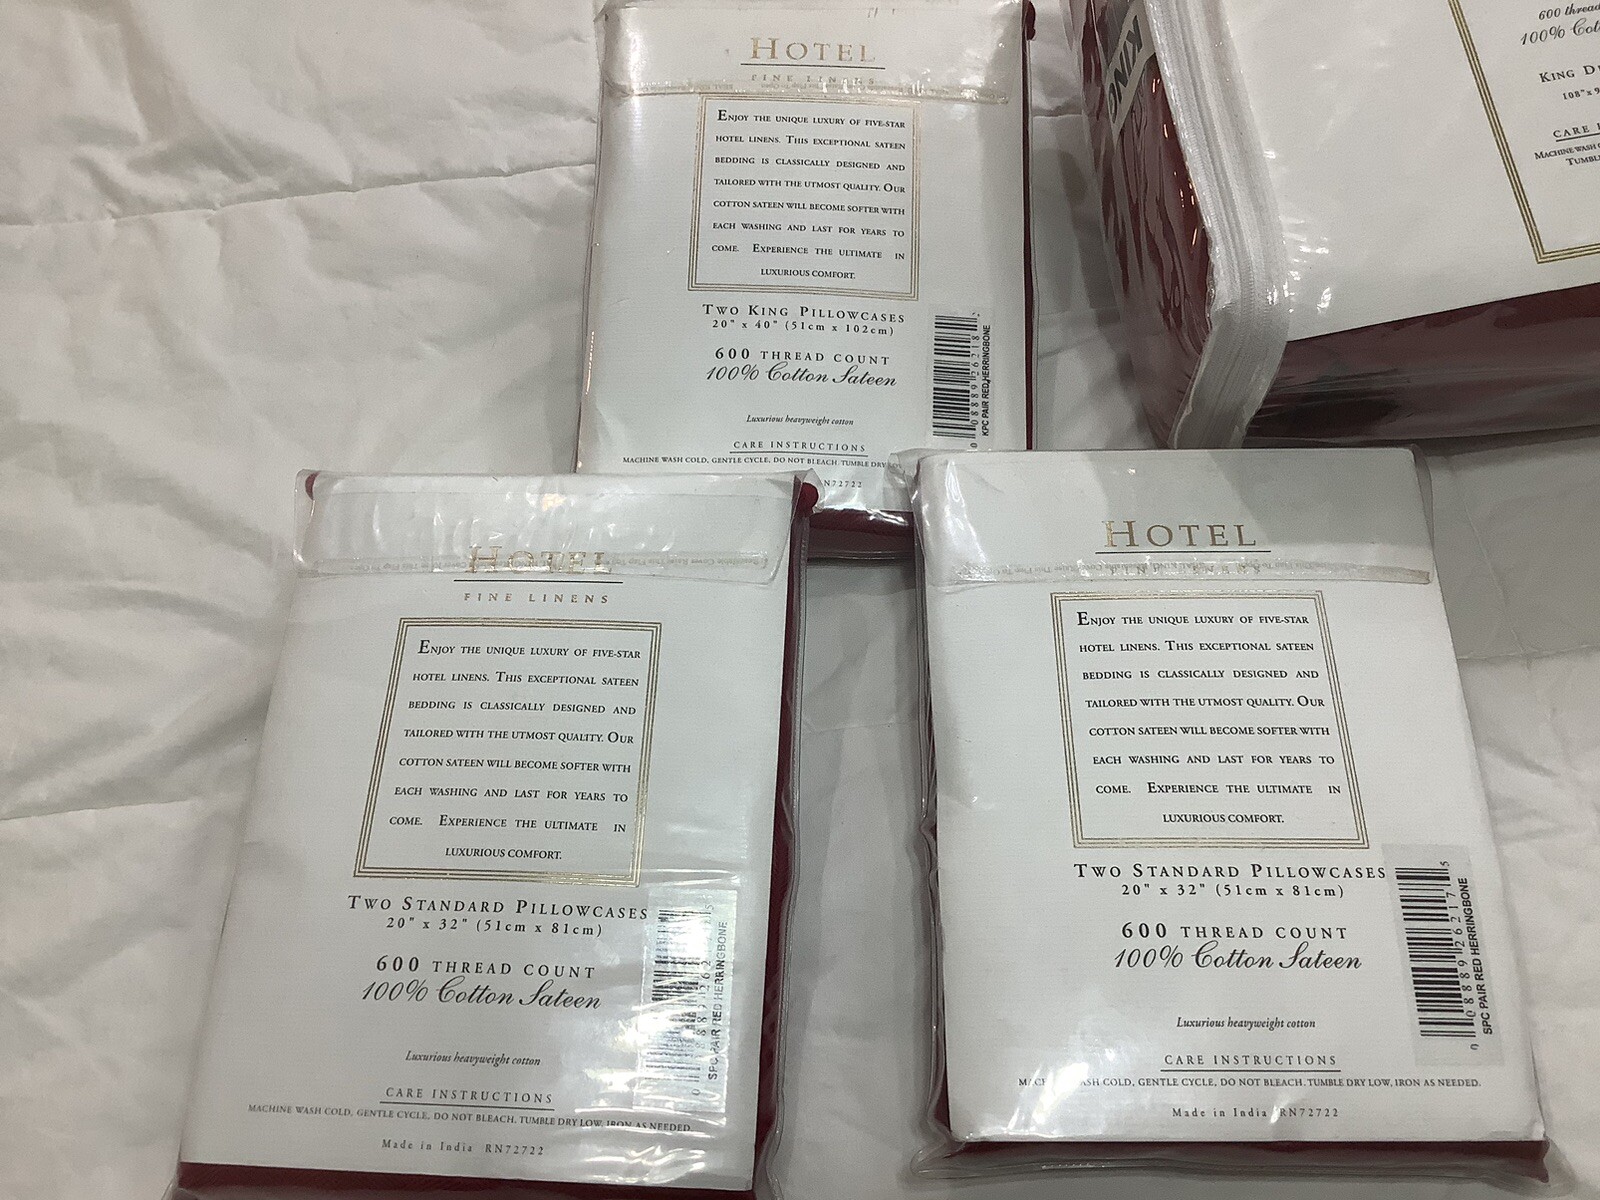 HOTEL
FINE LINENS
ENJOY THE UNIQUE LUXURY OF FIVE-STAR
HOTEL LINENS. THIS EXCEPTIONAL SATEEN
BEDDING IS CLASSICALLY DESIGNED AND
TAILORED WITH THE UTMOST QUALITY. OUR
COTTON SATEEN WILL BECOME SOFTER WITH
EACH WASHING AND LAST FOR YEARS TO
COME. EXPERIENCE THE ULTIMATE IN
LUXURIOUS COMFORT.
TWO KING PILLOWCASES
20" x 40" (51cm x 102cm)
600 THREAD COUNT
100% Cotton Sateen
Luxurious heavyweight cotton
CARE INSTRUCTIONS
MACHINE WASH COLD, GENTLE CYCLE, DO NOT BLEACH. TUMBLE DRY
N72722
KPC PAIR RED HERRINGBONE
KING
600 thread
100%
KING
108" x 9
CARE
MACHINE WASH
HOTEL
FINE LINENS
ENJOY THE UNIQUE LUXURY OF FIVE-STAR
HOTEL LINENS. THIS EXCEPTIONAL SATEEN
BEDDING IS CLASSICALLY DESIGNED AND
TAILORED WITH THE UTMOST QUALITY. OUR
COTTON SATEEN WILL BECOME SOFTER WITH
EACH WASHING AND LAST FOR YEARS TO
COME. EXPERIENCE THE ULTIMATE IN
LUXURIOUS COMFORT.
TWO STANDARD PILLOWCASES
20" x 32" (51cm x 81cm)
600 THREAD COUNT
100% Cotton Sateen
Luxurious heavyweight cotton
CARE INSTRUCTIONS
MACHINE WASH COLD, GENTLE CYCLE, DO NOT BLEACH. TUMBLE DRY LOW, IRON AS NEEDED.
Made in India RN72722
SPC PAIR RED HERRINGBONE
HOTEL
FINE LINENS
ENJOY THE UNIQUE LUXURY OF FIVE-STAR
HOTEL LINENS. THIS EXCEPTIONAL SATEEN
BEDDING IS CLASSICALLY DESIGNED AND
TAILORED WITH THE UTMOST QUALITY. OUR
COTTON SATEEN WILL BECOME SOFTER WITH
EACH WASHING AND LAST FOR YEARS TO
COME. EXPERIENCE THE ULTIMATE IN
LUXURIOUS COMFORT.
TWO STANDARD PILLOWCASES
20" x 32" (51cm x 81cm)
600 THREAD COUNT
100% Cotton Sateen
Luxurious heavyweight cotton
CARE INSTRUCTIONS
WASH COLD, GENTLE CYCLE, DO NOT BLEACH. TUMBLE DRY LOW, IRON AS NEEDED.
Made in India RN72722
0 08889 26217 5
SPC PAIR RED HERRINGBONE